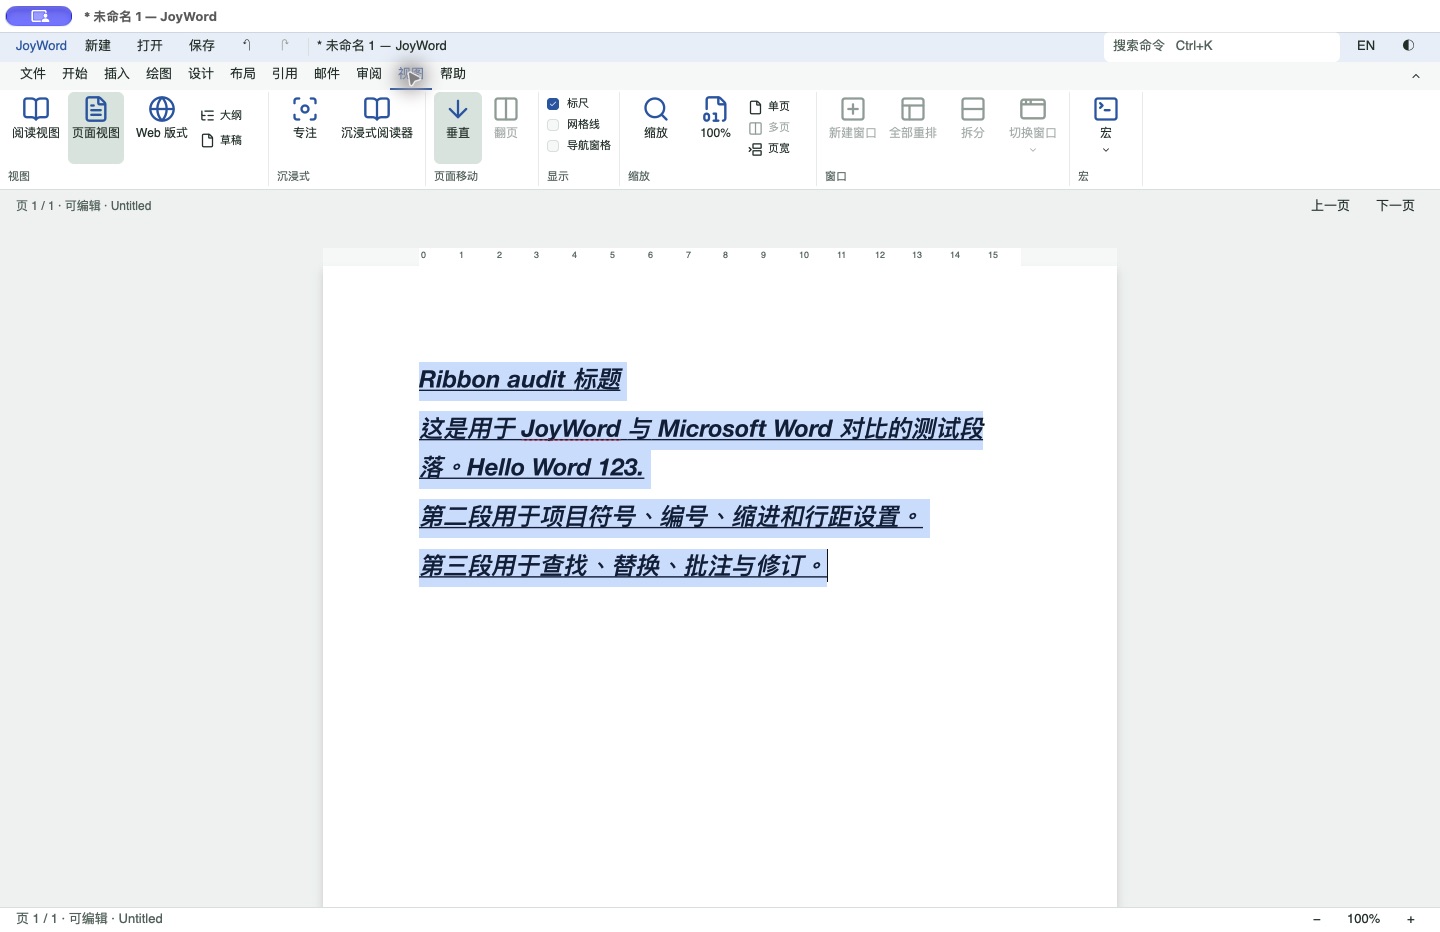 * 未命名 1 — JoyWord
JoyWord 新建 打开 保存 * 未命名 1 — JoyWord 搜索命令 Ctrl+K EN
文件 开始 插入 绘图 设计 布局 引用 邮件 审阅 视图 帮助
阅读视图 页面视图 Web 版式 大纲 草稿
视图
专注 沉浸式阅读器
沉浸式
垂直 翻页
页面移动
标尺
网格线
导航窗格
显示
缩放 100% 单页 多页 页宽
缩放
新建窗口 全部重排 拆分 切换窗口
窗口
宏
宏
页 1 / 1 · 可编辑 · Untitled 上一页 下一页
0 1 2 3 4 5 6 7 8 9 10 11 12 13 14 15
Ribbon audit 标题
这是用于 JoyWord 与 Microsoft Word 对比的测试段
落。Hello Word 123.
第二段用于项目符号、编号、缩进和行距设置。
第三段用于查找、替换、批注与修订。
页 1 / 1 · 可编辑 · Untitled − 100% +